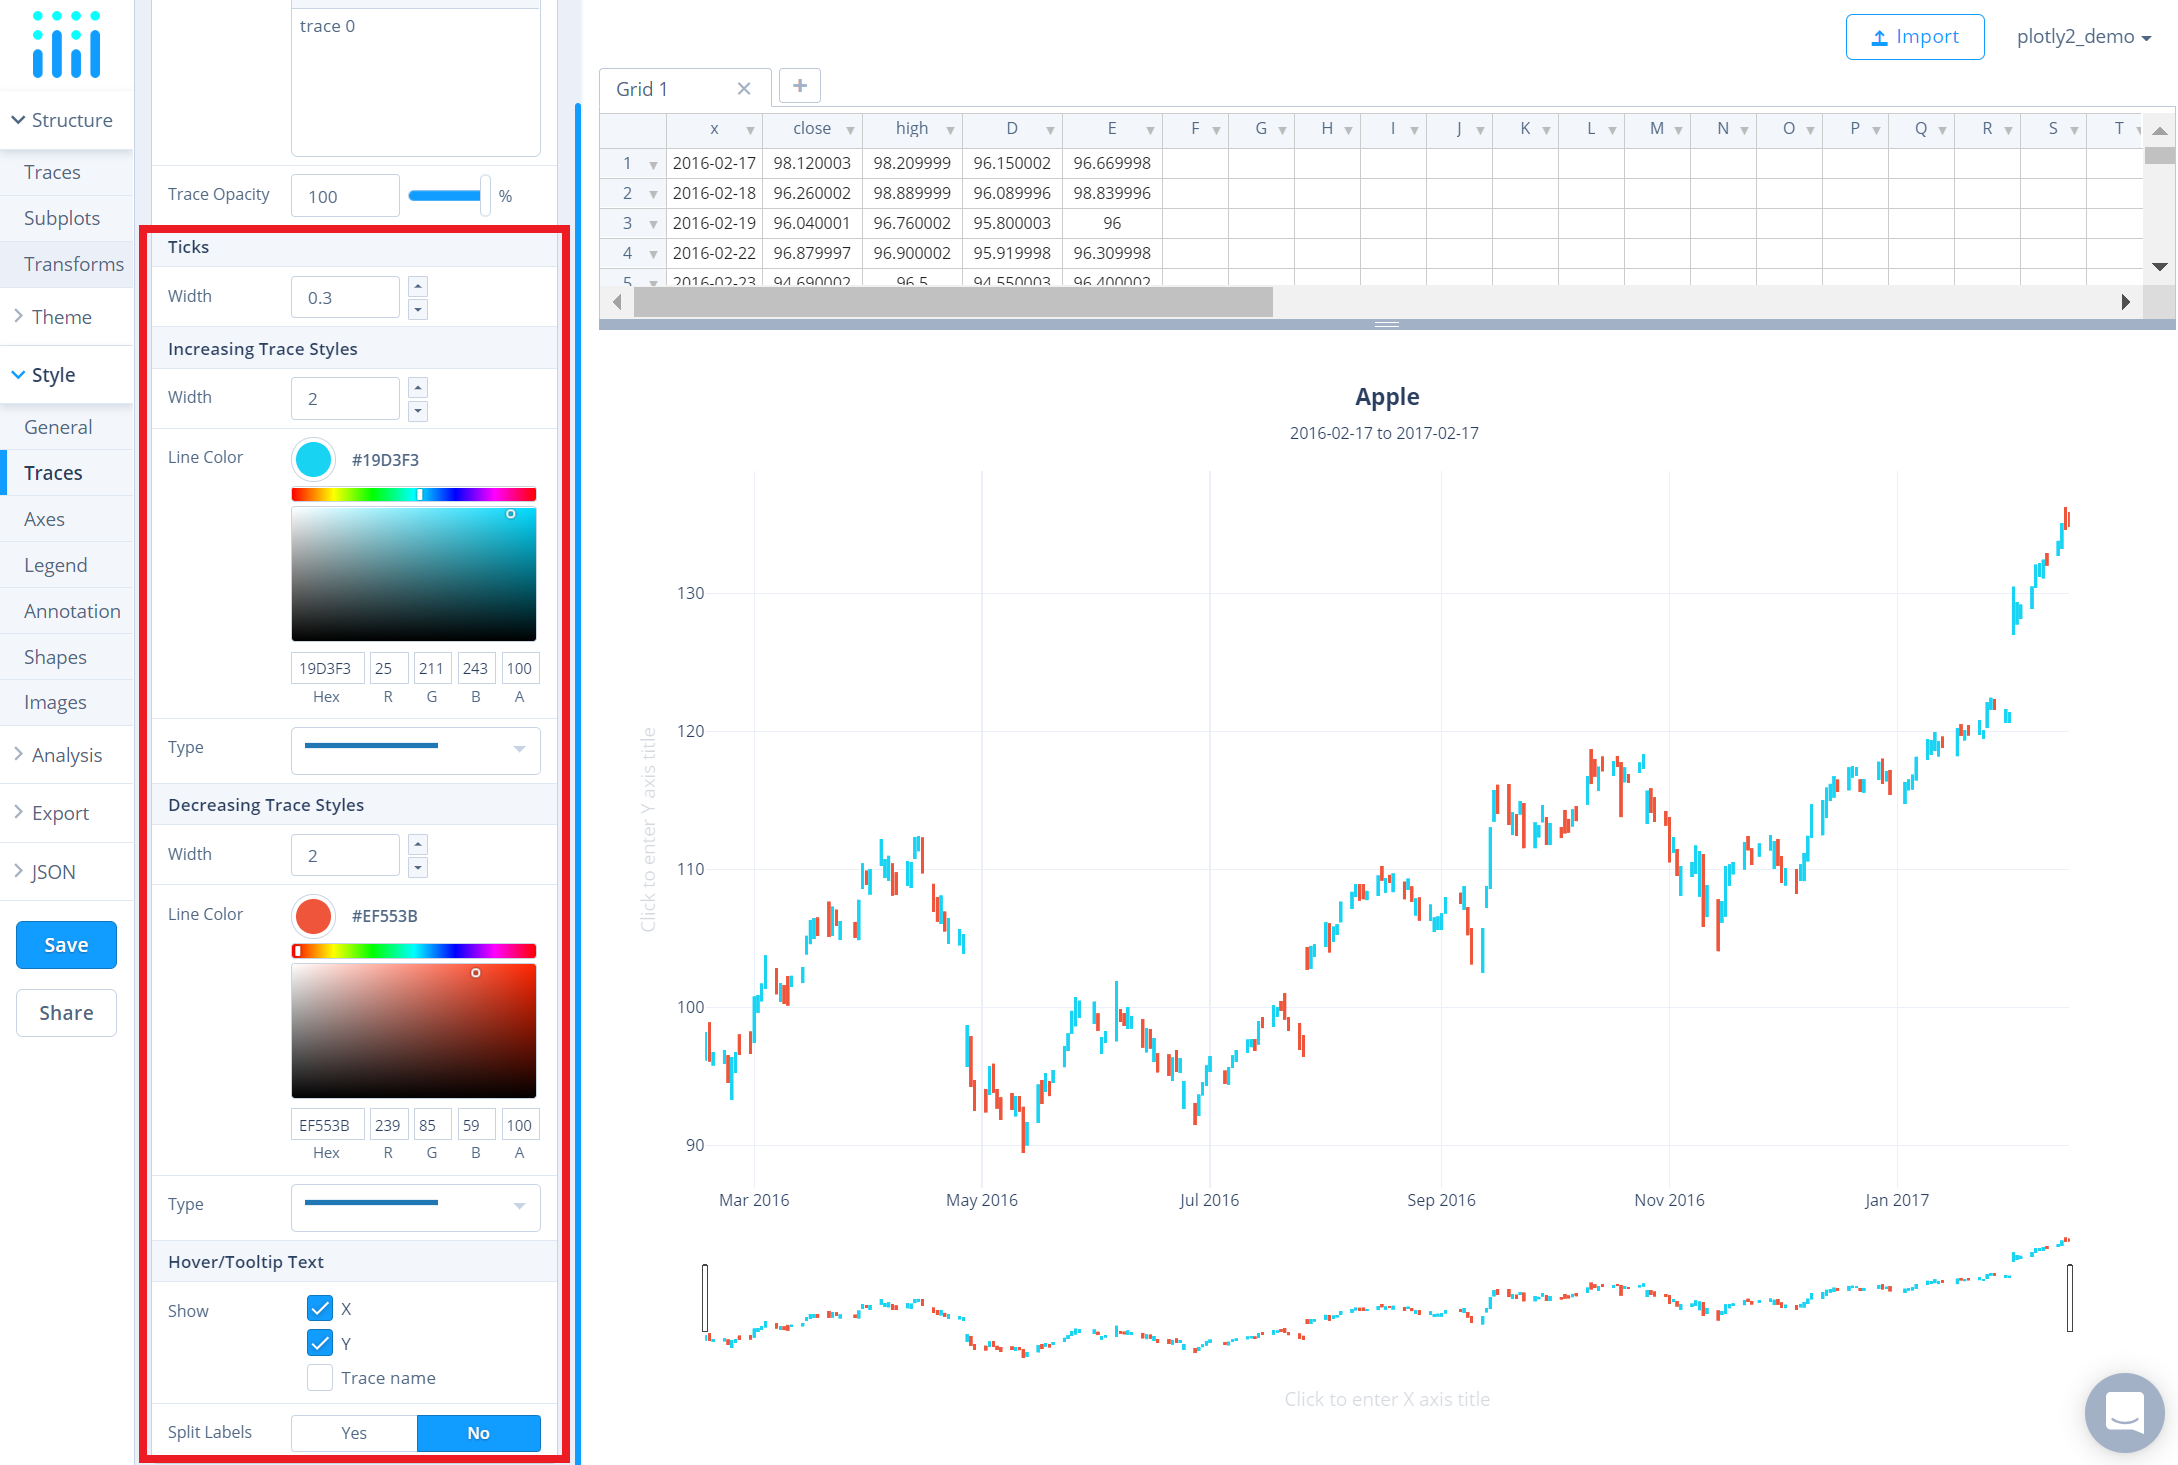 Structure
Traces
Subplots
Transforms
Theme
Style
General
Traces
Axes
Legend
Annotation
Shapes
Images
Analysis
Export
JSON
Save
Share
trace 0
Trace Opacity 100 %
Ticks
Width 0.3
Increasing Trace Styles
Width 2
Line Color #19D3F3
19D3F3 25 211 243 100
Hex R G B A
Type
Decreasing Trace Styles
Width 2
Line Color #EF553B
EF553B 239 85 59 100
Hex R G B A
Type
Hover/Tooltip Text
Show X
Y
Trace name
Split Labels Yes No
Import plotly2_demo
Grid 1 +
x close high D E F G H I J K L M N O P Q R S T
1 2016-02-17 98.120003 98.209999 96.150002 96.669998
2 2016-02-18 96.260002 98.889999 96.089996 98.839996
3 2016-02-19 96.040001 96.760002 95.800003 96
4 2016-02-22 96.879997 96.900002 95.919998 96.309998
5 2016-02-23 94.690002 96.5 94.550003 96.400002
Apple
2016-02-17 to 2017-02-17
Click to enter Y axis title
130
120
110
100
90
Mar 2016 May 2016 Jul 2016 Sep 2016 Nov 2016 Jan 2017
Click to enter X axis title